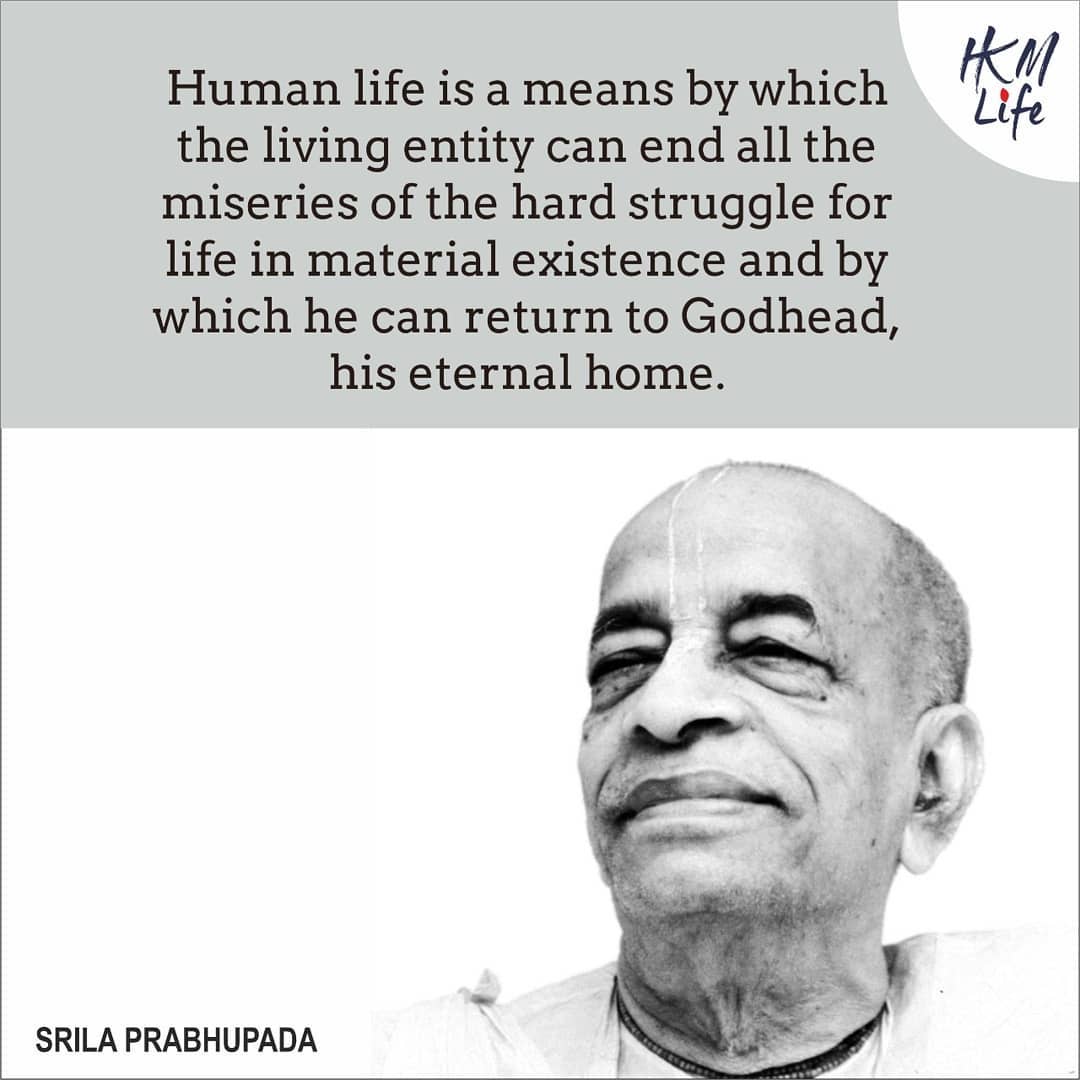 HKM
Life
Human life is a means by which
the living entity can end all the
miseries of the hard struggle for
life in material existence and by
which he can return to Godhead,
his eternal home.
SRILA PRABHUPADA